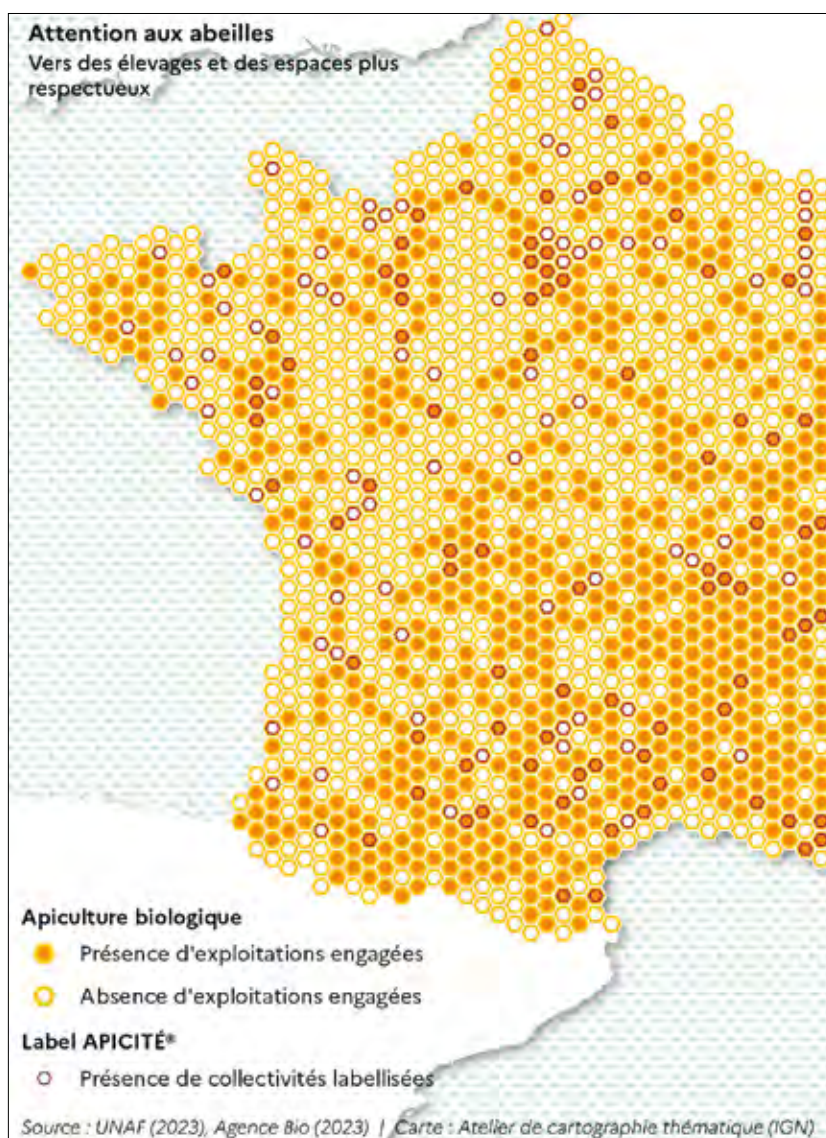 Attention aux abeilles
Vers des élevages et des espaces plus
respectueux
Apiculture biologique
Présence d'exploitations engagées
Absence d'exploitations engagées
Label APICITÉ®
Présence de collectivités labellisées
Source : UNAF (2023), Agence Bio (2023) | Carte : Atelier de cartographie thématique (IGN)